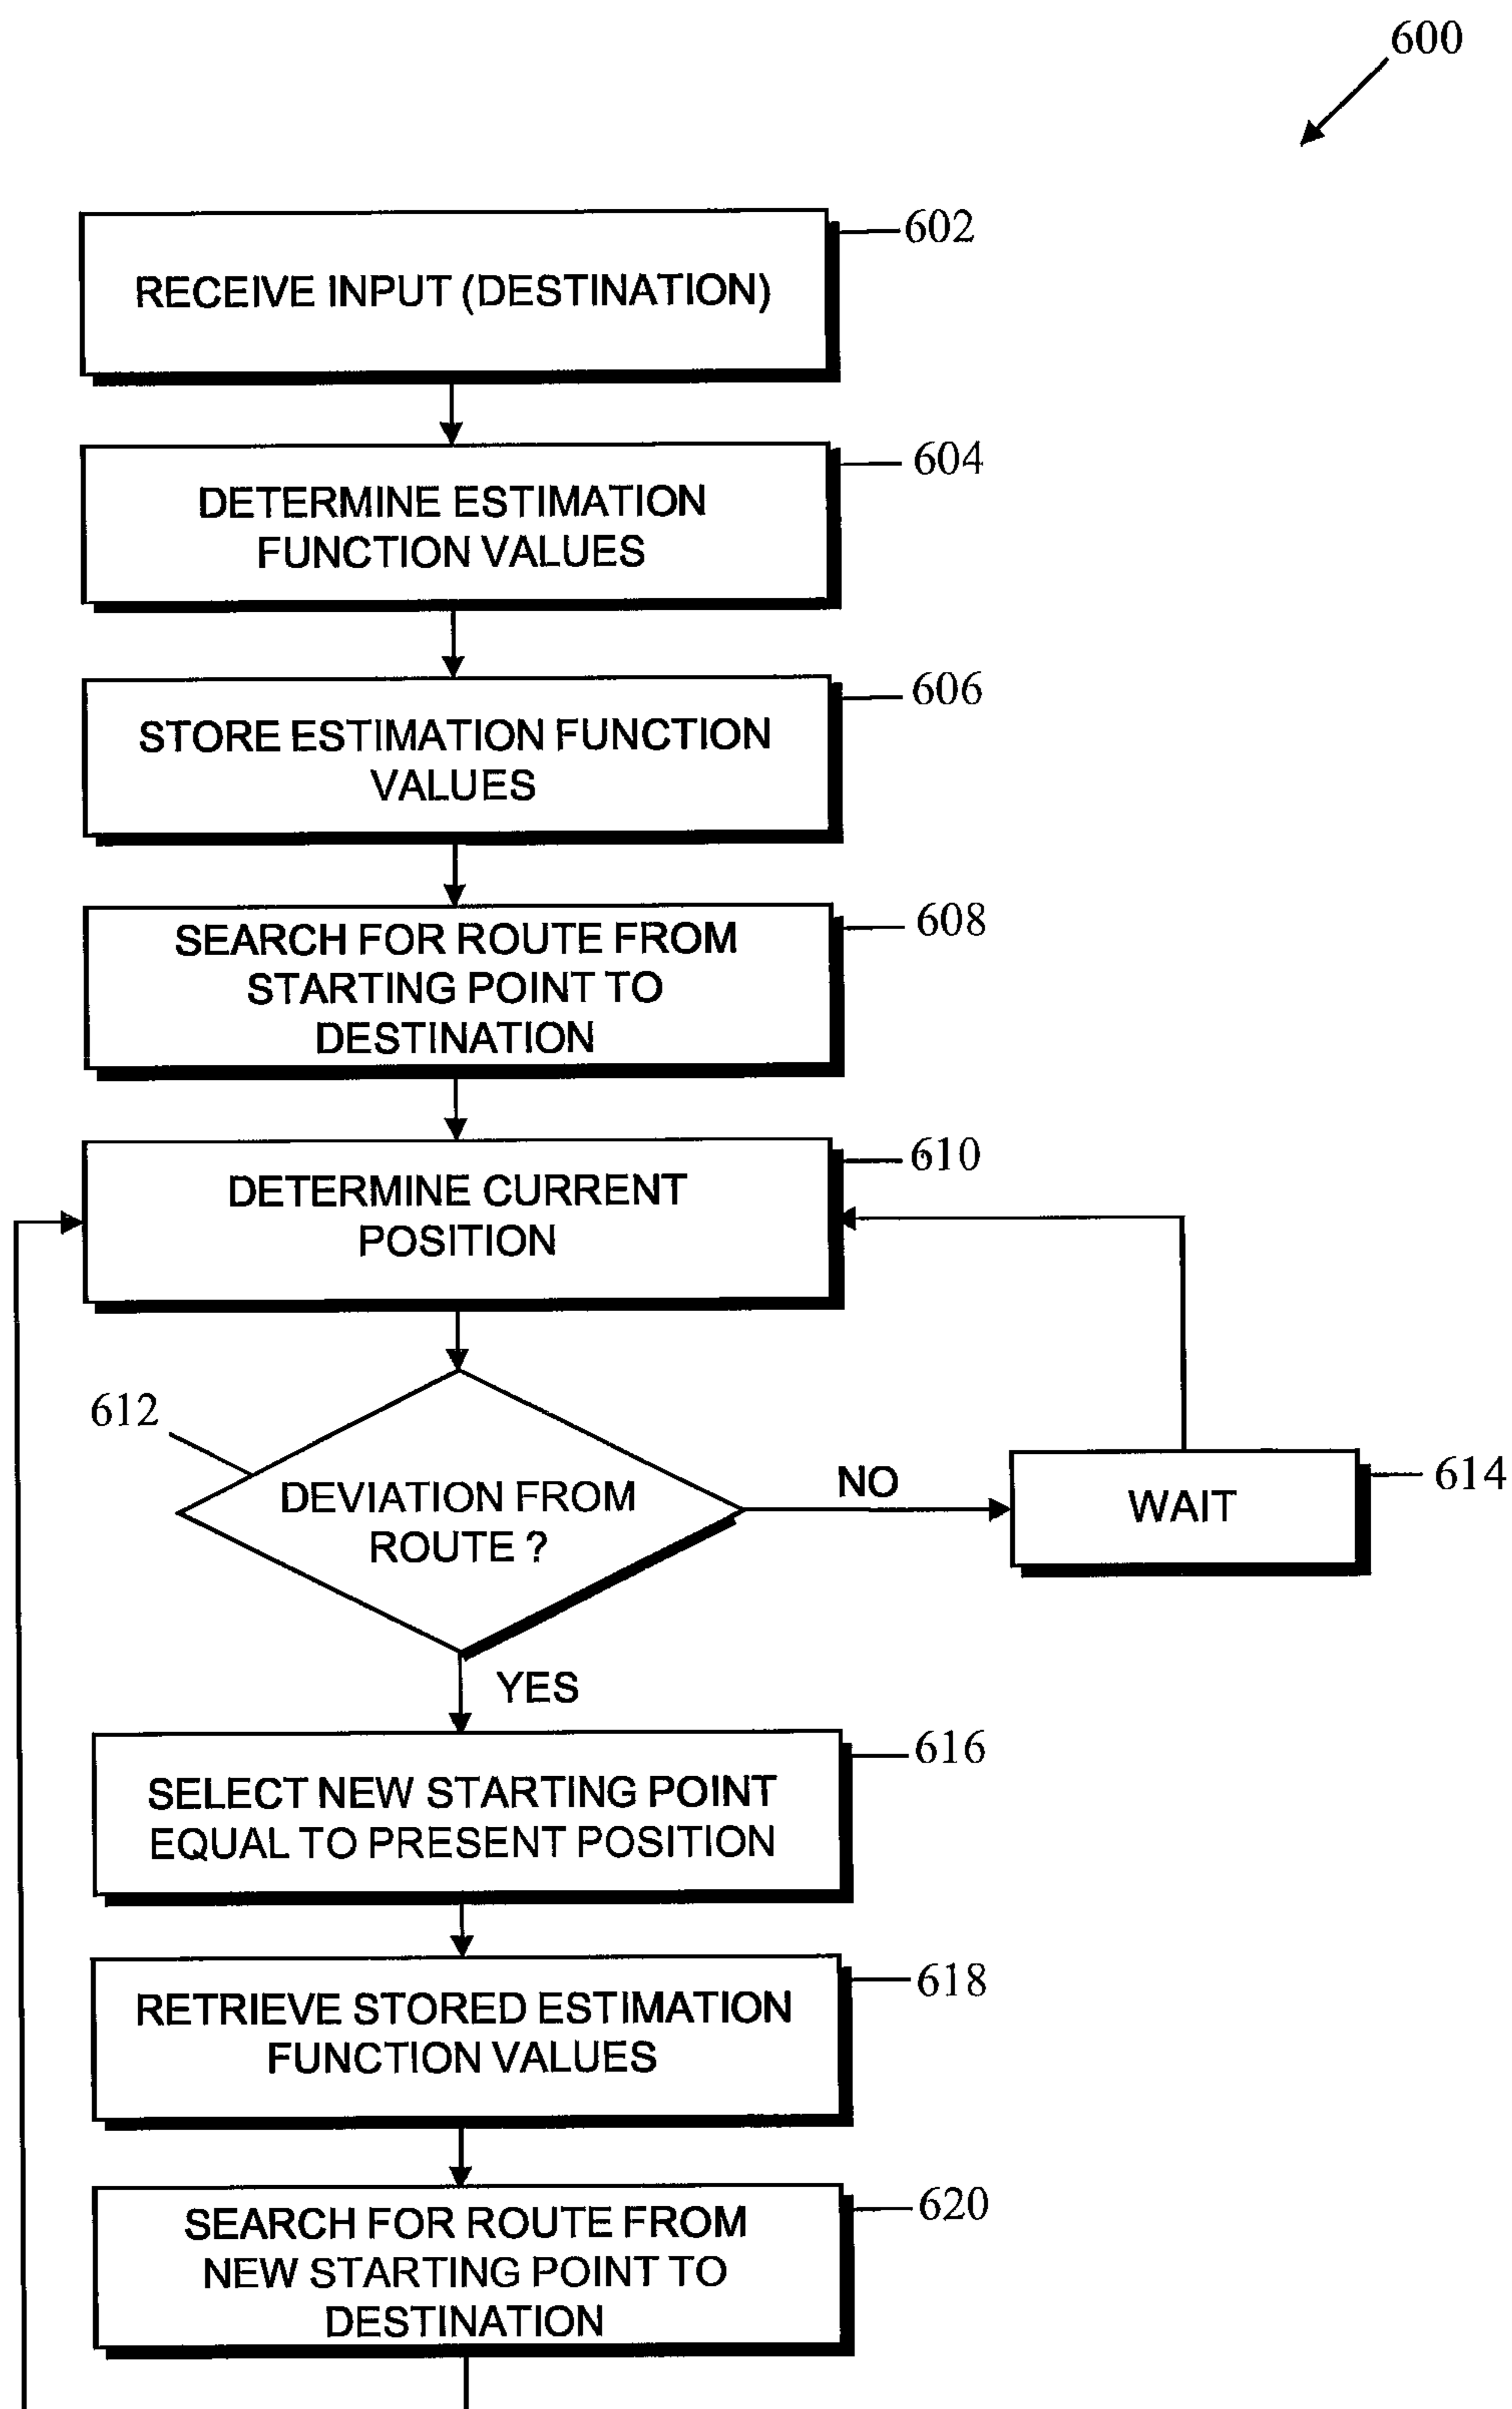 600
602
RECEIVE INPUT (DESTINATION)
604
DETERMINE ESTIMATION
FUNCTION VALUES
606
STORE ESTIMATION FUNCTION
VALUES
608
SEARCH FOR ROUTE FROM
STARTING POINT TO
DESTINATION
610
DETERMINE CURRENT
POSITION
612
DEVIATION FROM
ROUTE ?
NO
WAIT
614
YES
616
SELECT NEW STARTING POINT
EQUAL TO PRESENT POSITION
618
RETRIEVE STORED ESTIMATION
FUNCTION VALUES
620
SEARCH FOR ROUTE FROM
NEW STARTING POINT TO
DESTINATION